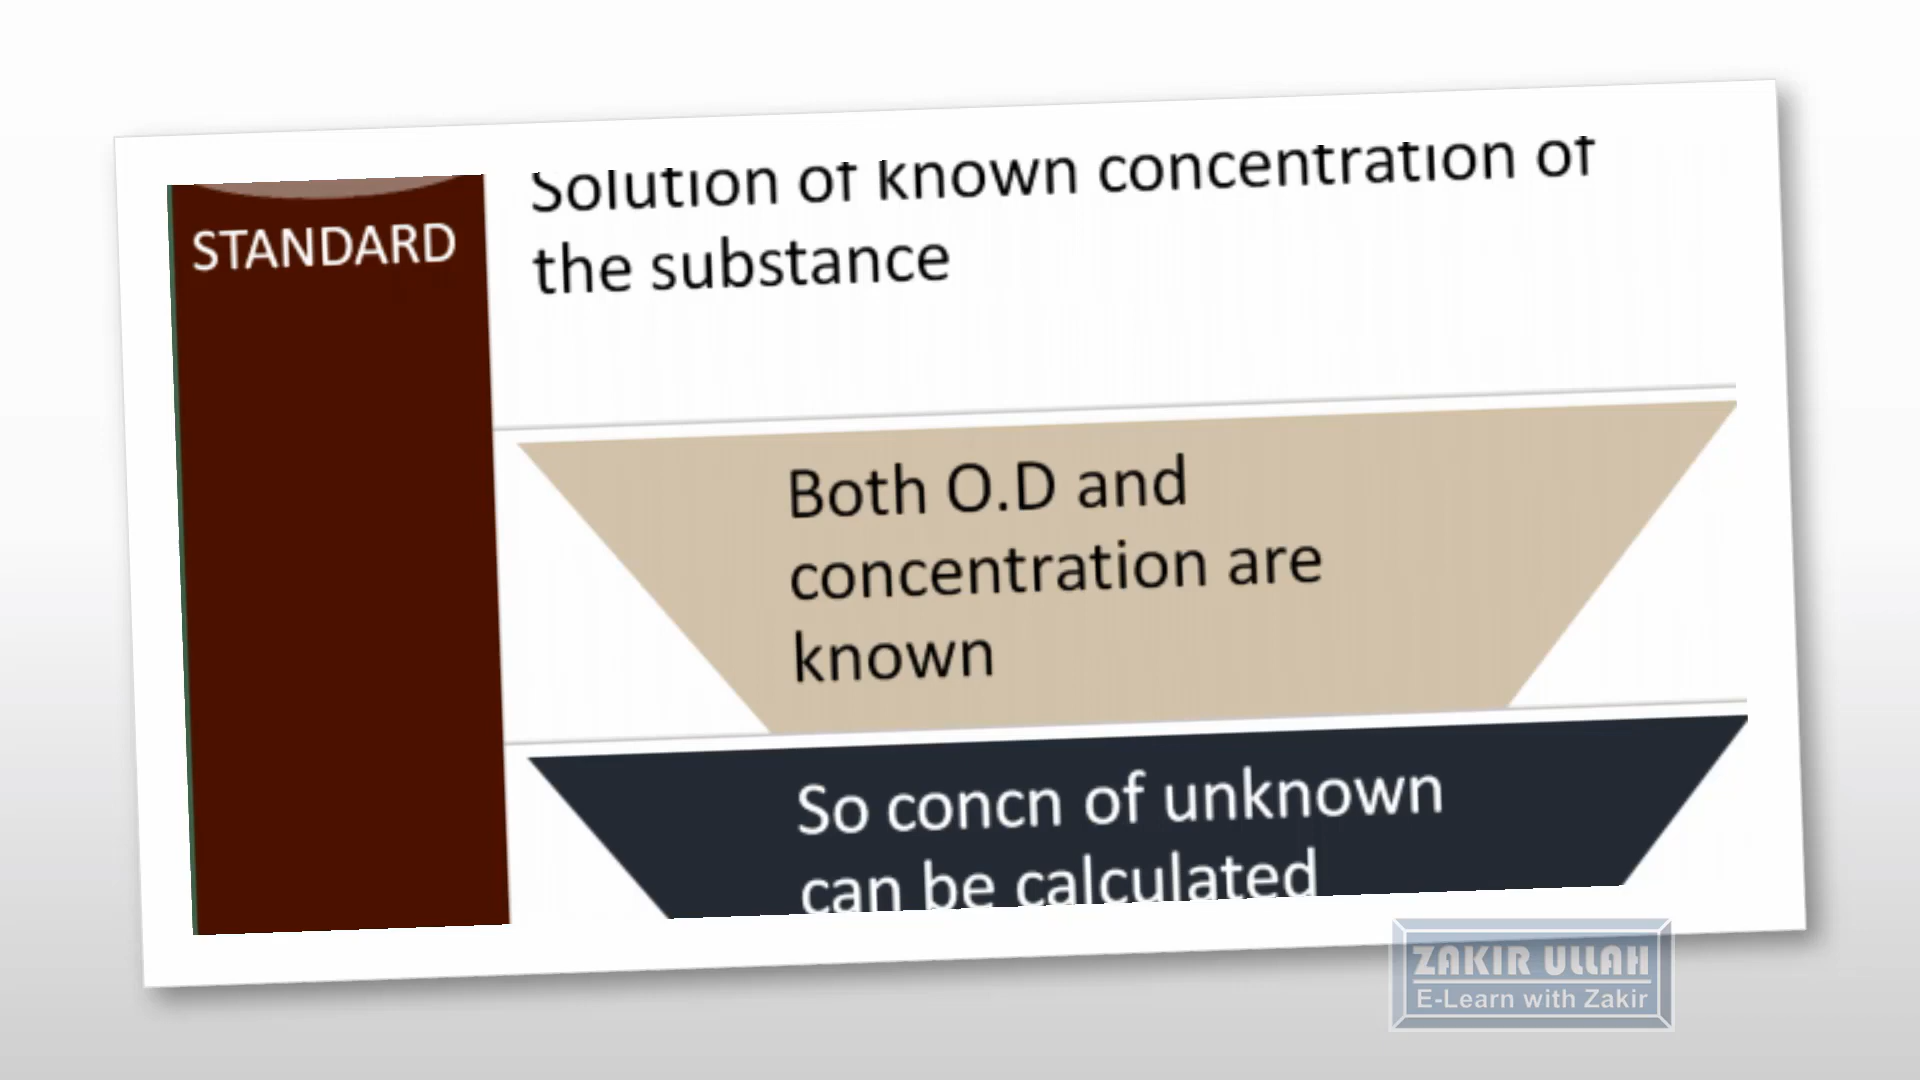 STANDARD
Solution of known concentration of
the substance
Both O.D and
concentration are
known
So concn of unknown
can be calculated
ZAKIR ULLAH
E-Learn with Zakir